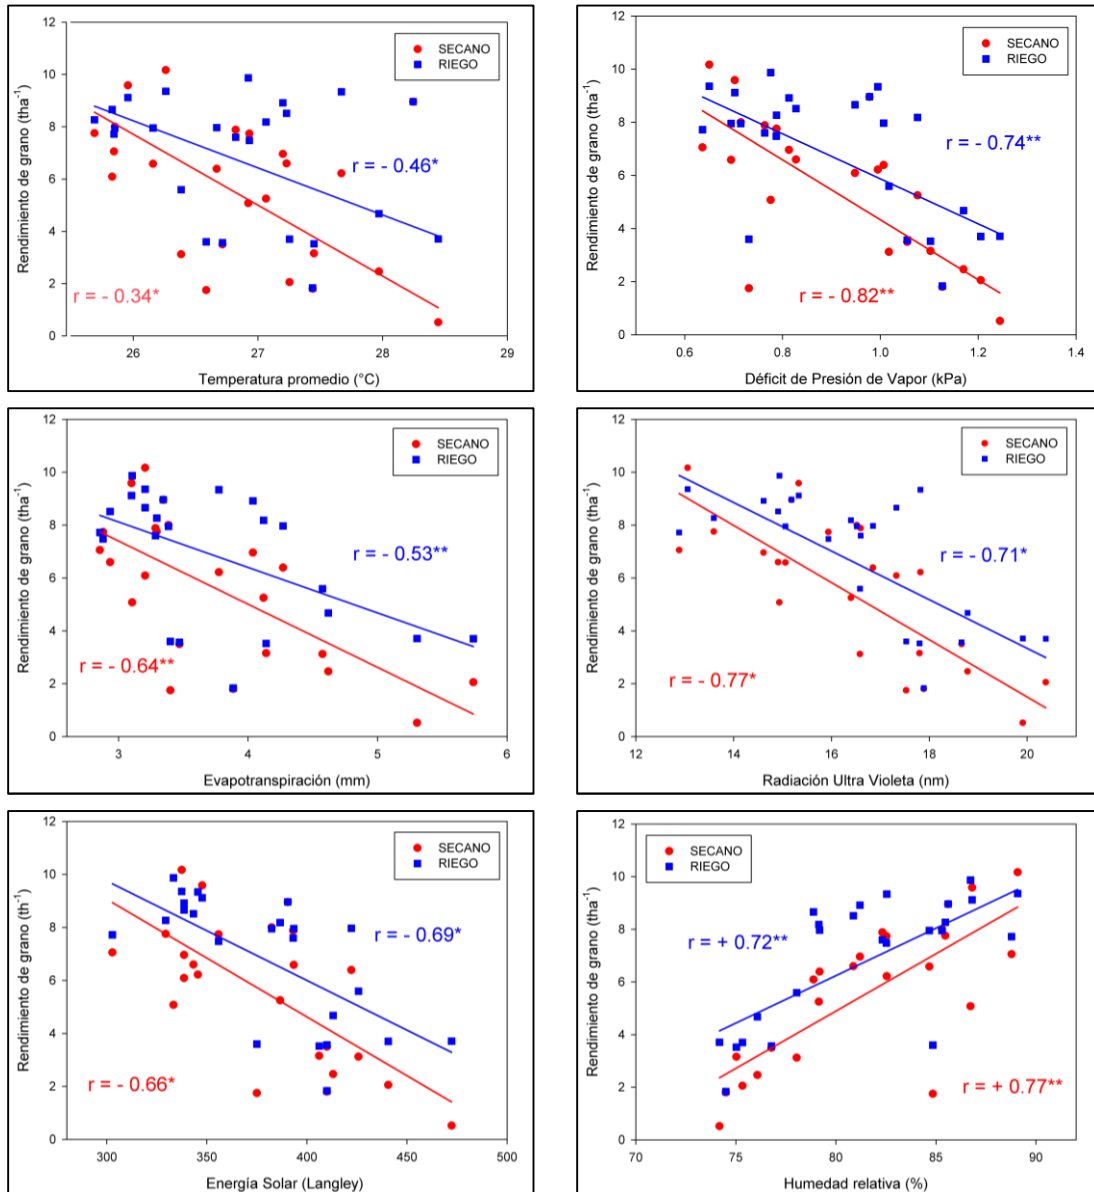 12
10
8
6
4
2
0
Rendimiento de grano (tha-1)
SECANO
RIEGO
r = - 0.46*
r = - 0.34*
26 27 28 29
Temperatura promedio (°C)
12
10
8
6
4
2
0
Rendimiento de grano (tha-1)
SECANO
RIEGO
r = - 0.74**
r = - 0.82**
0.6 0.8 1.0 1.2 1.4
Déficit de Presión de Vapor (kPa)
12
10
8
6
4
2
0
Rendimiento de grano (tha-1)
SECANO
RIEGO
r = - 0.53**
r = - 0.64**
3 4 5 6
Evapotranspiración (mm)
12
10
8
6
4
2
0
Rendimiento de grano (tha-1)
SECANO
RIEGO
r = - 0.71*
r = - 0.77*
12 14 16 18 20
Radiación Ultra Violeta (nm)
12
10
8
6
4
2
0
Rendimiento de grano (th-1)
SECANO
RIEGO
r = - 0.69*
r = - 0.66*
300 350 400 450 500
Energía Solar (Langley)
12
10
8
6
4
2
0
Rendimiento de grano (tha-1)
SECANO
RIEGO
r = + 0.72**
r = + 0.77**
70 75 80 85 90
Humedad relativa (%)